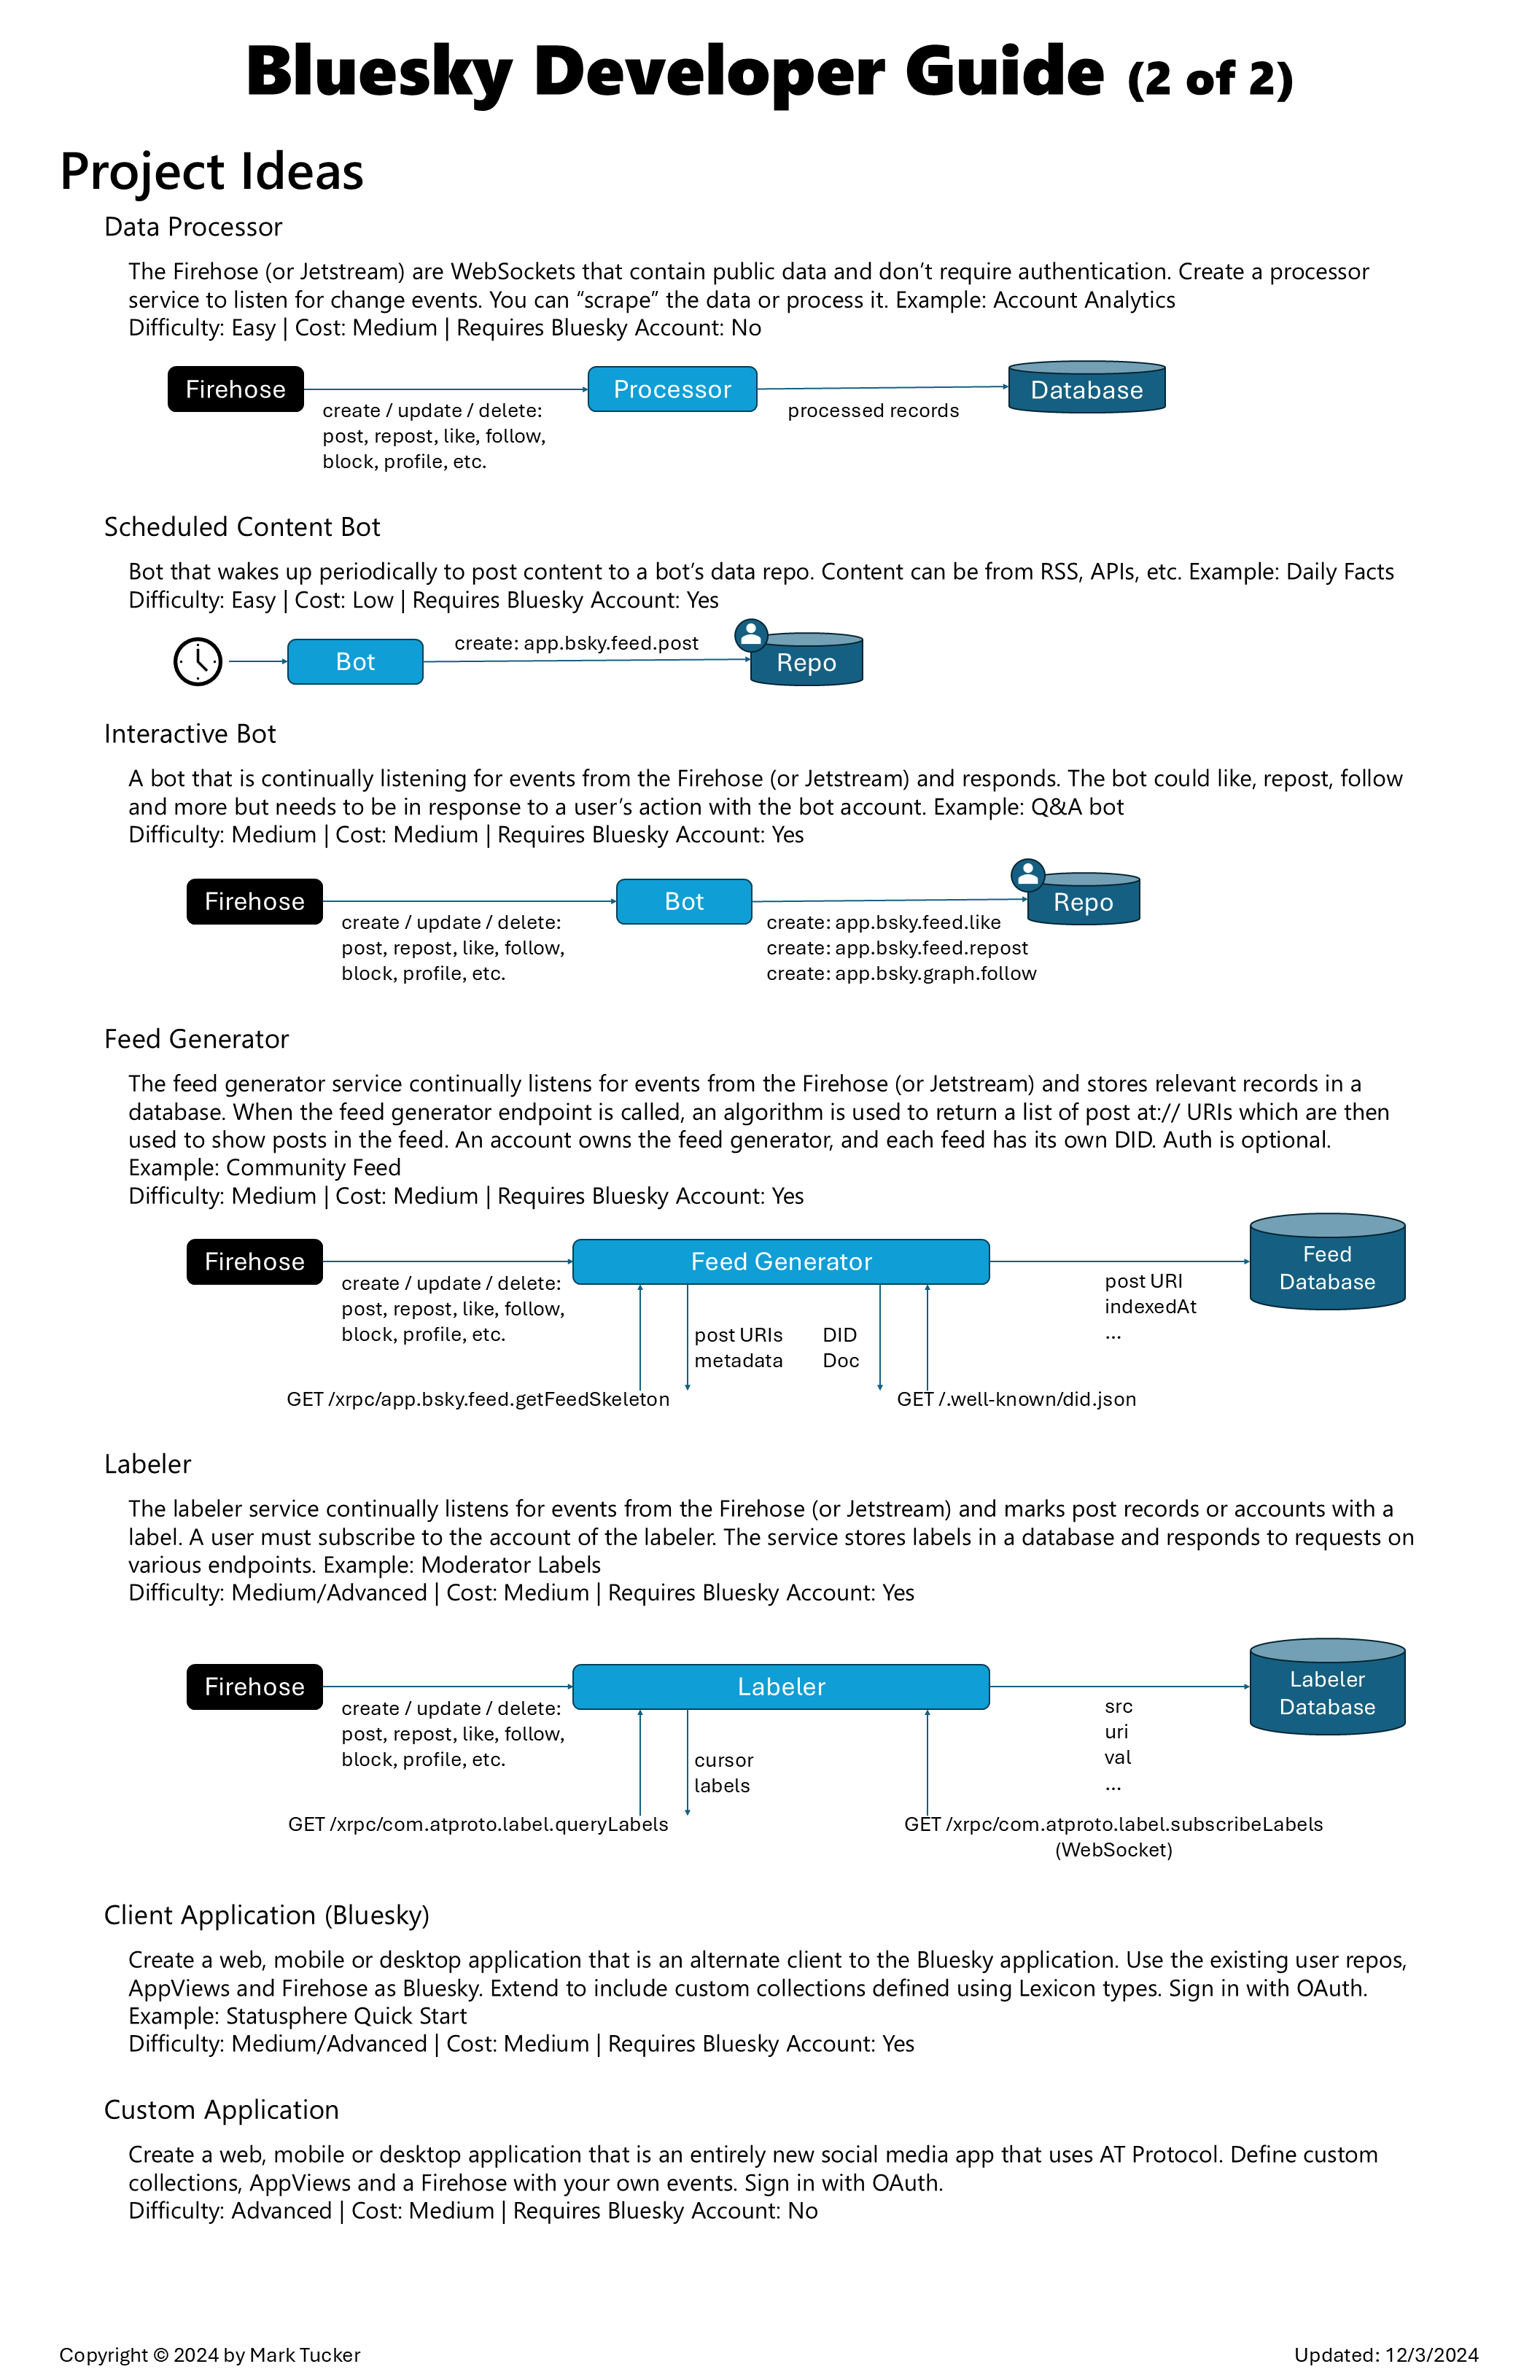 Bluesky Developer Guide (2 of 2)
Project Ideas
Data Processor
The Firehose (or Jetstream) are WebSockets that contain public data and don’t require authentication. Create a processor
service to listen for change events. You can “scrape” the data or process it. Example: Account Analytics
Difficulty: Easy | Cost: Medium | Requires Bluesky Account: No
Firehose
Processor
Database
create / update / delete:
post, repost, like, follow,
block, profile, etc.
processed records
Scheduled Content Bot
Bot that wakes up periodically to post content to a bot’s data repo. Content can be from RSS, APIs, etc. Example: Daily Facts
Difficulty: Easy | Cost: Low | Requires Bluesky Account: Yes
Bot
create: app.bsky.feed.post
Repo
Interactive Bot
A bot that is continually listening for events from the Firehose (or Jetstream) and responds. The bot could like, repost, follow
and more but needs to be in response to a user’s action with the bot account. Example: Q&A bot
Difficulty: Medium | Cost: Medium | Requires Bluesky Account: Yes
Firehose
Bot
Repo
create / update / delete:
post, repost, like, follow,
block, profile, etc.
create: app.bsky.feed.like
create: app.bsky.feed.repost
create: app.bsky.graph.follow
Feed Generator
The feed generator service continually listens for events from the Firehose (or Jetstream) and stores relevant records in a
database. When the feed generator endpoint is called, an algorithm is used to return a list of post at:// URIs which are then
used to show posts in the feed. An account owns the feed generator, and each feed has its own DID. Auth is optional.
Example: Community Feed
Difficulty: Medium | Cost: Medium | Requires Bluesky Account: Yes
Firehose
Feed Generator
Feed
Database
create / update / delete:
post, repost, like, follow,
block, profile, etc.
post URIs
metadata
DID
Doc
post URI
indexedAt
...
GET /xrpc/app.bsky.feed.getFeedSkeleton
GET /.well-known/did.json
Labeler
The labeler service continually listens for events from the Firehose (or Jetstream) and marks post records or accounts with a
label. A user must subscribe to the account of the labeler. The service stores labels in a database and responds to requests on
various endpoints. Example: Moderator Labels
Difficulty: Medium/Advanced | Cost: Medium | Requires Bluesky Account: Yes
Firehose
Labeler
Labeler
Database
create / update / delete:
post, repost, like, follow,
block, profile, etc.
cursor
labels
src
uri
val
...
GET /xrpc/com.atproto.label.queryLabels
GET /xrpc/com.atproto.label.subscribeLabels
(WebSocket)
Client Application (Bluesky)
Create a web, mobile or desktop application that is an alternate client to the Bluesky application. Use the existing user repos,
AppViews and Firehose as Bluesky. Extend to include custom collections defined using Lexicon types. Sign in with OAuth.
Example: Statusphere Quick Start
Difficulty: Medium/Advanced | Cost: Medium | Requires Bluesky Account: Yes
Custom Application
Create a web, mobile or desktop application that is an entirely new social media app that uses AT Protocol. Define custom
collections, AppViews and a Firehose with your own events. Sign in with OAuth.
Difficulty: Advanced | Cost: Medium | Requires Bluesky Account: No
Copyright © 2024 by Mark Tucker
Updated: 12/3/2024